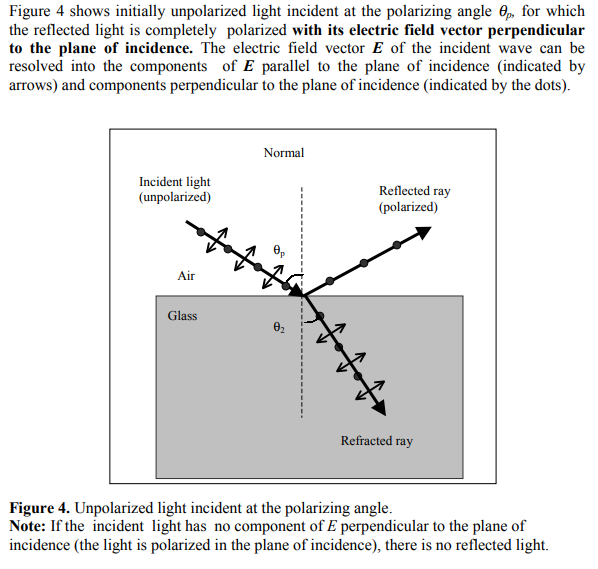 Figure 4 shows initially unpolarized light incident at the polarizing angle θp, for which
the reflected light is completely polarized with its electric field vector perpendicular
to the plane of incidence. The electric field vector E of the incident wave can be
resolved into the components of E parallel to the plane of incidence (indicated by
arrows) and components perpendicular to the plane of incidence (indicated by the dots).
Normal
Incident light
(unpolarized)
Reflected ray
(polarized)
θp
Air
Glass
θ2
Refracted ray
Figure 4. Unpolarized light incident at the polarizing angle.
Note: If the incident light has no component of E perpendicular to the plane of
incidence (the light is polarized in the plane of incidence), there is no reflected light.